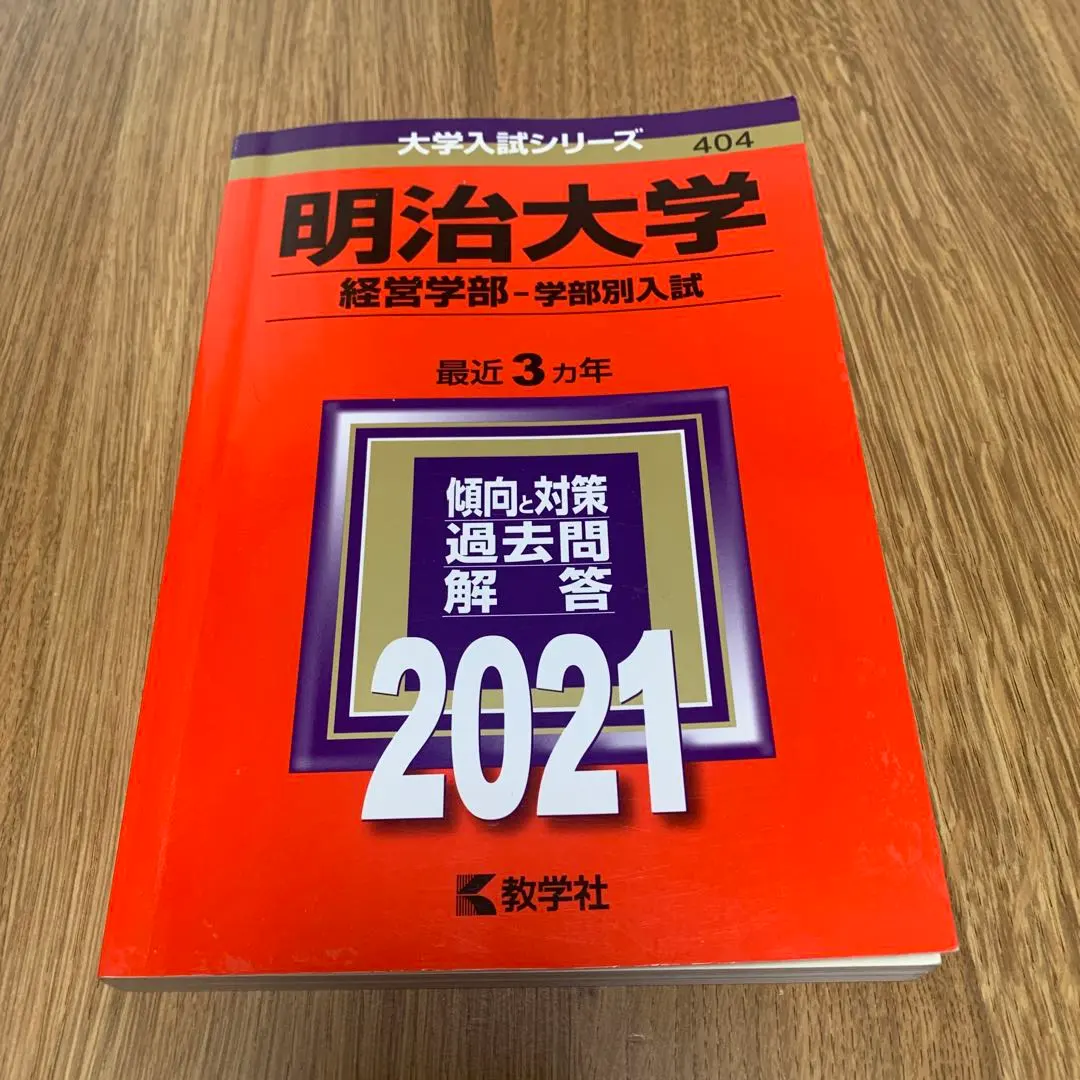 大学入試シリーズ 404
明治大学
経営学部-学部別入試
最近3カ年
傾向と対策
過去問
解答
2021
教学社